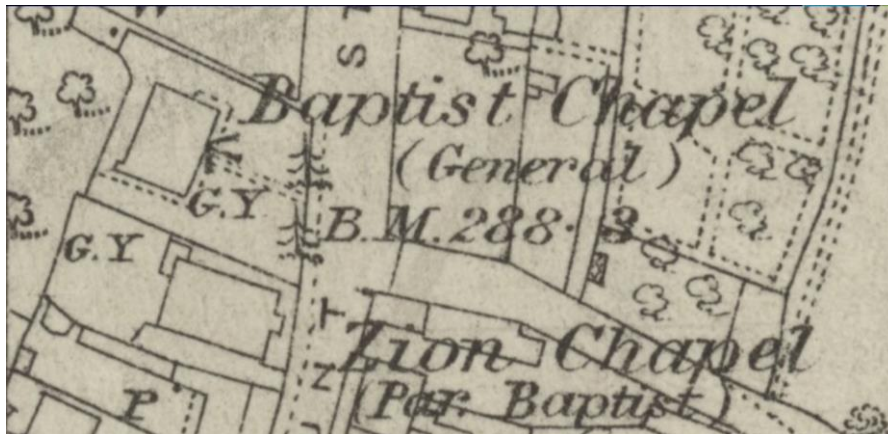 W
S
Baptist Chapel
(General)
G.Y
B.M. 288·3
G.Y
T
Zion Chapel
N
(Par. Baptist)
P